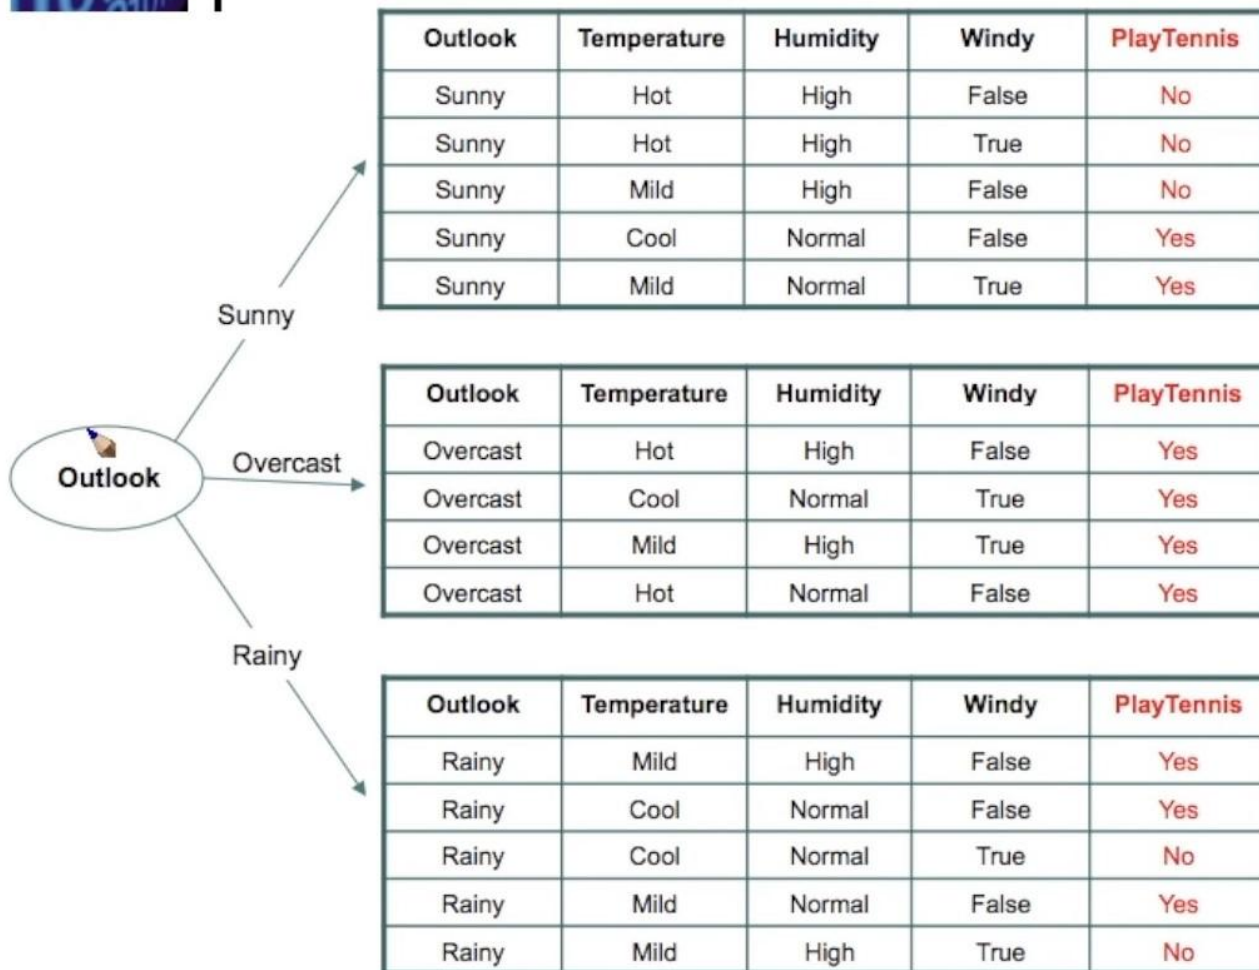 Outlook Temperature Humidity Windy PlayTennis
Sunny Hot High False No
Sunny Hot High True No
Sunny Mild High False No
Sunny Cool Normal False Yes
Sunny Mild Normal True Yes
Sunny
Outlook Temperature Humidity Windy PlayTennis
Overcast Hot High False Yes
Overcast Cool Normal True Yes
Overcast Mild High True Yes
Overcast Hot Normal False Yes
Outlook
Overcast
Rainy
Outlook Temperature Humidity Windy PlayTennis
Rainy Mild High False Yes
Rainy Cool Normal False Yes
Rainy Cool Normal True No
Rainy Mild Normal False Yes
Rainy Mild High True No